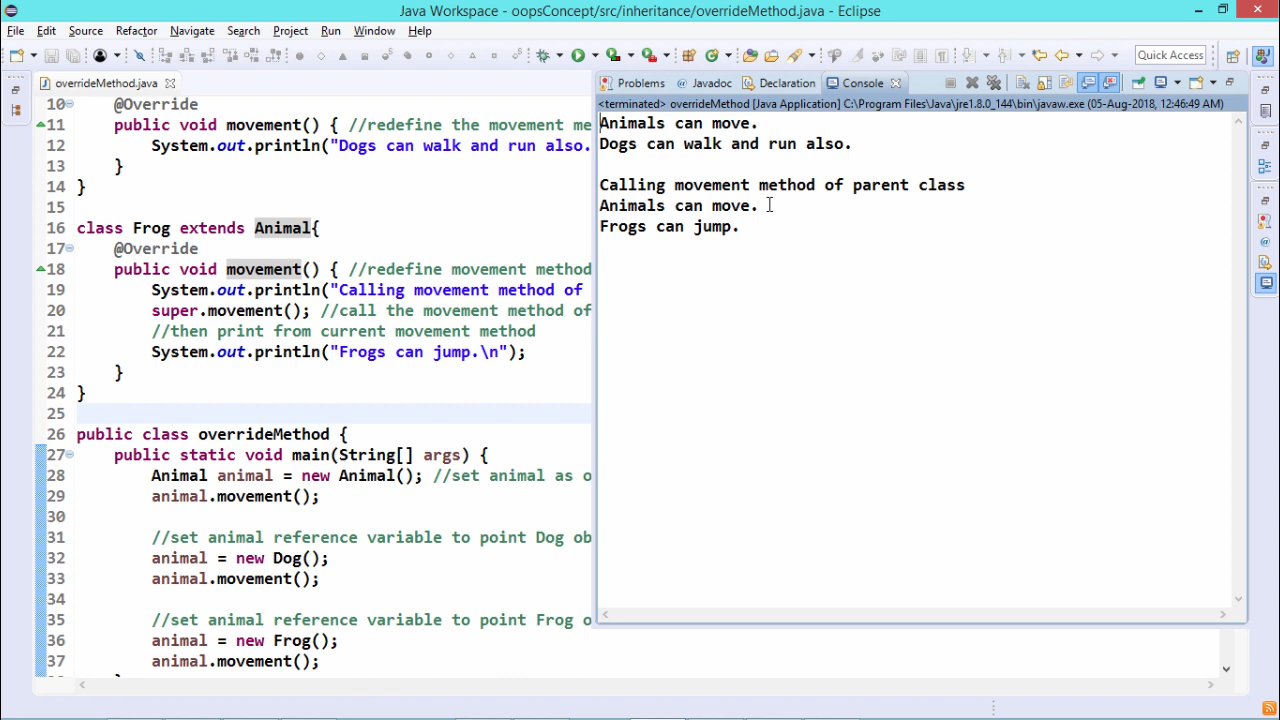 Java Workspace - oopsConcept/src/inheritance/overrideMethod.java - Eclipse
File Edit Source Refactor Navigate Search Project Run Window Help
Quick Access
overrideMethod.java
10 @Override
11 public void movement() { //redefine the movement me
12 System.out.println("Dogs can walk and run also.
13 }
14 }
15
16 class Frog extends Animal{
17 @Override
18 public void movement() { //redefine movement method
19 System.out.println("Calling movement method of
20 super.movement(); //call the movement method of
21 //then print from current movement method
22 System.out.println("Frogs can jump.\n");
23 }
24 }
25
26 public class overrideMethod {
27 public static void main(String[] args) {
28 Animal animal = new Animal(); //set animal as o
29 animal.movement();
30
31 //set animal reference variable to point Dog ob
32 animal = new Dog();
33 animal.movement();
34
35 //set animal reference variable to point Frog o
36 animal = new Frog();
37 animal.movement();
Problems @ Javadoc Declaration Console
<terminated> overrideMethod [Java Application] C:\Program Files\Java\jre1.8.0_144\bin\javaw.exe (05-Aug-2018, 12:46:49 AM)
Animals can move.
Dogs can walk and run also.
Calling movement method of parent class
Animals can move.
Frogs can jump.